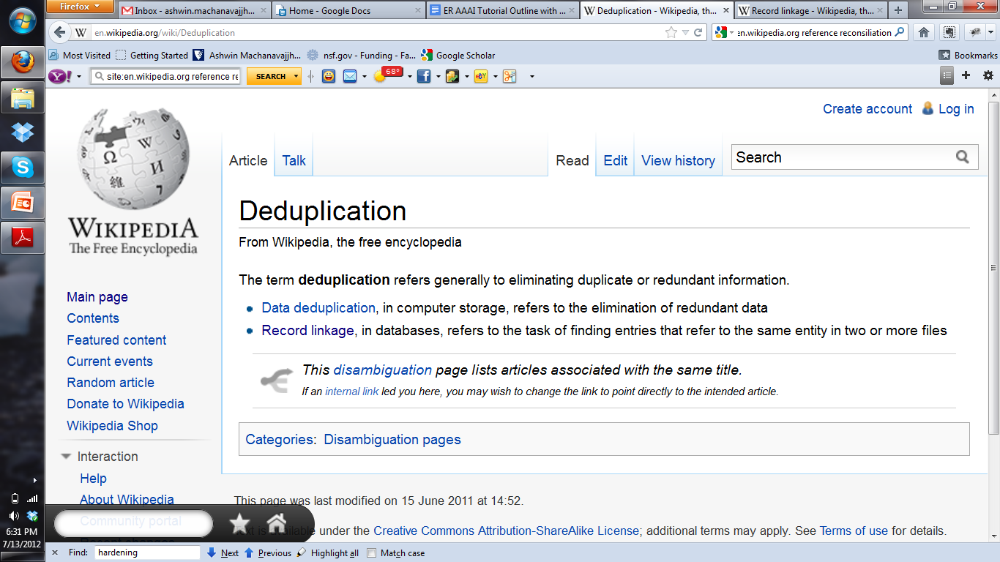 Firefox
Inbox - ashwin.machanavajjh...
Home - Google Docs
ER AAAI Tutorial Outline with ...
Deduplication - Wikipedia, th...
Record linkage - Wikipedia, th...
en.wikipedia.org/wiki/Deduplication
en.wikipedia.org reference reconsiliation
Most Visited
Getting Started
Ashwin Machanavajjh...
nsf.gov - Funding - Fa...
Google Scholar
Bookmarks
Y!
site:en.wikipedia.org reference re
SEARCH
68°
ebY
Create account
Log in
Article
Talk
Read
Edit
View history
Search
WIKIPEDIA
The Free Encyclopedia
Deduplication
From Wikipedia, the free encyclopedia
The term deduplication refers generally to eliminating duplicate or redundant information.
Data deduplication, in computer storage, refers to the elimination of redundant data
Record linkage, in databases, refers to the task of finding entries that refer to the same entity in two or more files
This disambiguation page lists articles associated with the same title.
If an internal link led you here, you may wish to change the link to point directly to the intended article.
Categories: Disambiguation pages
Main page
Contents
Featured content
Current events
Random article
Donate to Wikipedia
Wikipedia Shop
Interaction
Help
About Wikipedia
Community portal
This page was last modified on 15 June 2011 at 14:52.
under the Creative Commons Attribution-ShareAlike License; additional terms may apply. See Terms of use for details.
6:31 PM
7/13/2012
Find:
hardening
Next
Previous
Highlight all
Match case